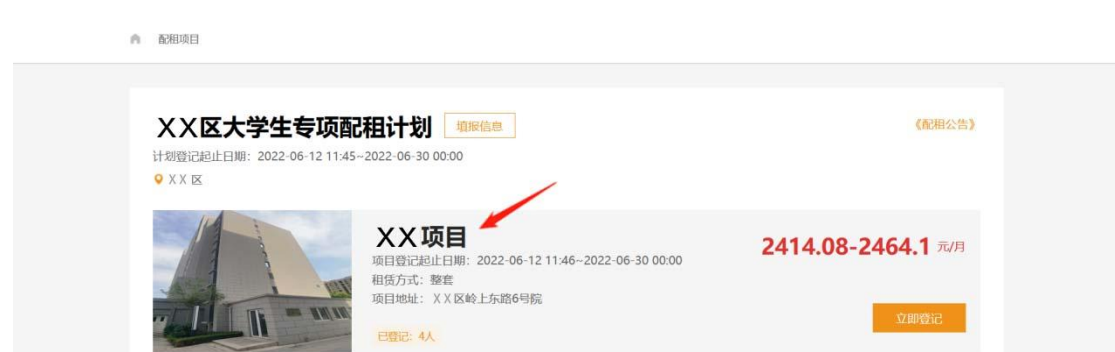 配租项目
XX区大学生专项配租计划 填报信息 《配租公告》
计划登记起止日期：2022-06-12 11:45~2022-06-30 00:00
XX 区
XX项目
项目登记起止日期：2022-06-12 11:46~2022-06-30 00:00
2414.08-2464.1 元/月
租赁方式：整套
项目地址：XX区岭上东路6号院
立即登记
已登记：4人